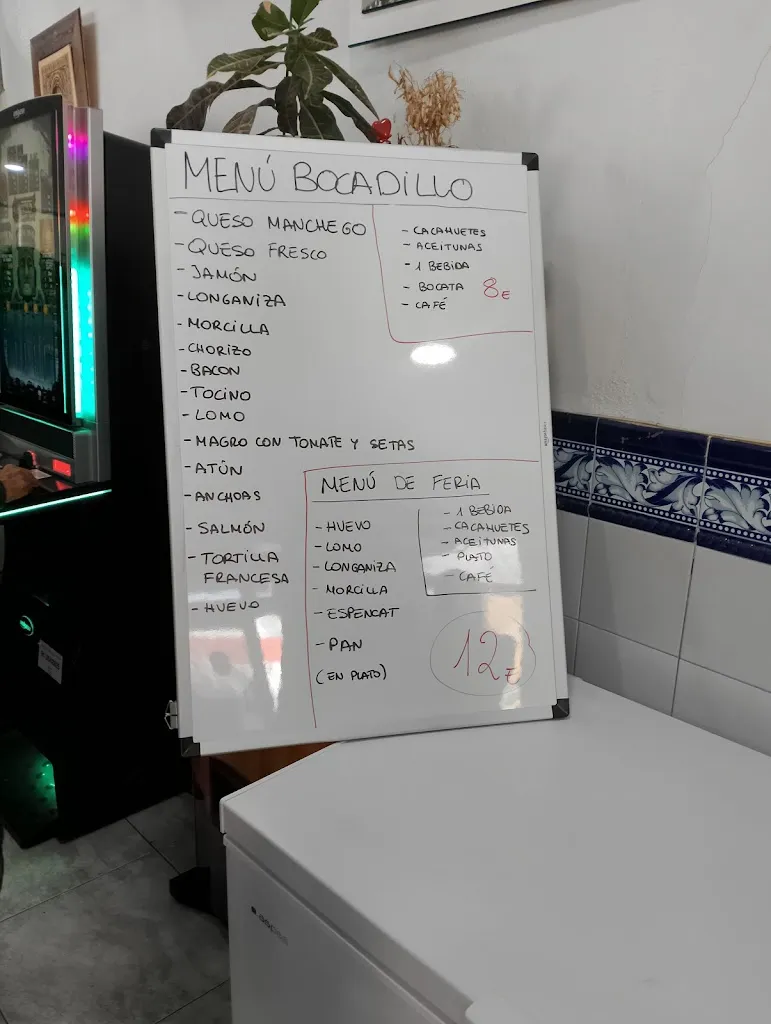 MENÚ BOCADILLO
- QUESO MANCHEGO
- QUESO FRESCO
- JAMÓN
- LONGANIZA
- MORCILLA
- CHORIZO
- BACON
- TOCINO
- LOMO
- MAGRO CON TOMATE Y SETAS
- ATÚN
- ANCHOAS
- SALMÓN
- TORTILLA
FRANCESA
- HUEVO
- CACAHUETES
- ACEITUNAS
- 1 BEBIDA
- BOCATA 8€
- CAFÉ
MENÚ DE FERIA
- HUEVO
- LOMO
- LONGANIZA
- MORCILLA
- ESPENCAT
- PAN
(EN PLATO)
- 1 BEBIDA
- CACAHUETES
- ACEITUNAS
- PLATO
- CAFÉ
12€